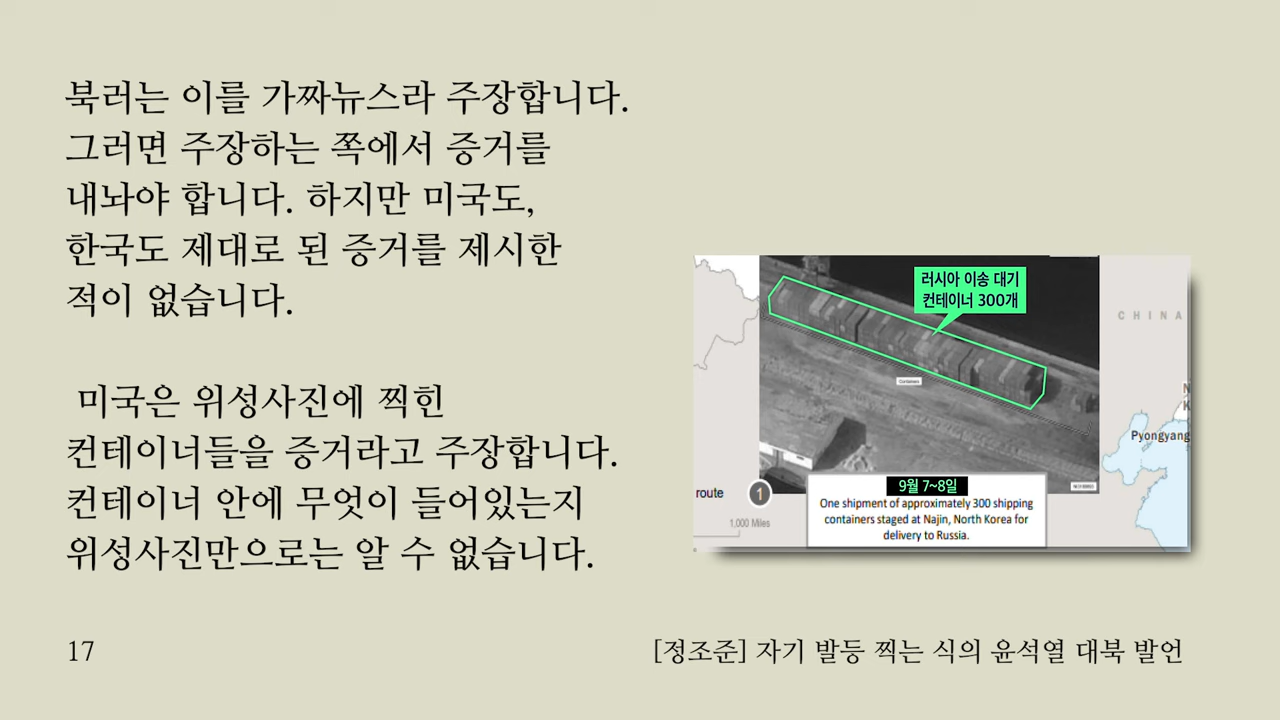 북러는 이를 가짜뉴스라 주장합니다.
그러면 주장하는 쪽에서 증거를
내놔야 합니다. 하지만 미국도,
한국도 제대로 된 증거를 제시한
적이 없습니다.
미국은 위성사진에 찍힌
컨테이너들을 증거라고 주장합니다.
컨테이너 안에 무엇이 들어있는지
위성사진만으로는 알 수 없습니다.
러시아 이송 대기
컨테이너 300개
CHINA
Containers
N
K
Pyongyang
route
1
1,000 Miles
9월 7~8일
One shipment of approximately 300 shipping
containers staged at Najin, North Korea for
delivery to Russia.
17
[정조준] 자기 발등 찍는 식의 윤석열 대북 발언